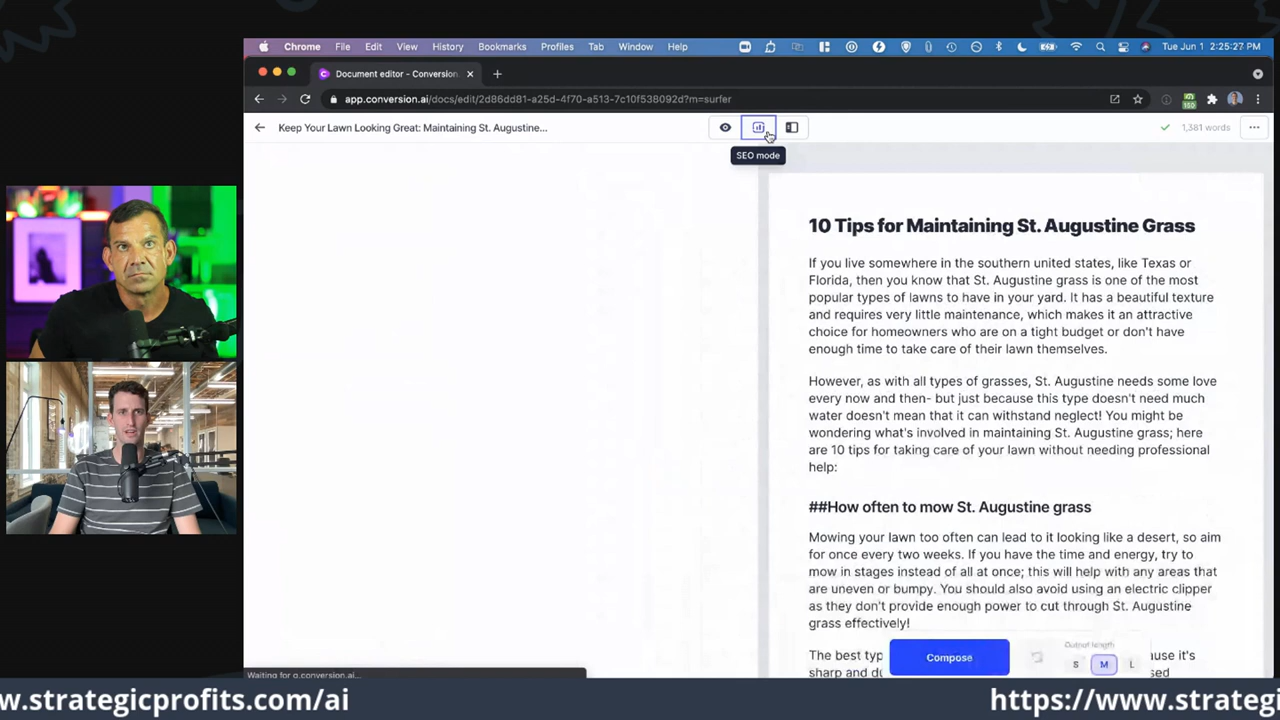 Chrome File Edit View History Bookmarks Profiles Tab Window Help
Tue Jun 1 2:25:27 PM
Document editor - Conversion.
app.conversion.ai/docs/edit/2d86dd81-a25d-4f70-a513-7c10f538092d?m=surfer
150
Keep Your Lawn Looking Great: Maintaining St. Augustine...
1,381 words
SEO mode
10 Tips for Maintaining St. Augustine Grass
If you live somewhere in the southern united states, like Texas or
Florida, then you know that St. Augustine grass is one of the most
popular types of lawns to have in your yard. It has a beautiful texture
and requires very little maintenance, which makes it an attractive
choice for homeowners who are on a tight budget or don't have
enough time to take care of their lawn themselves.
However, as with all types of grasses, St. Augustine needs some love
every now and then- but just because this type doesn't need much
water doesn't mean that it can withstand neglect! You might be
wondering what's involved in maintaining St. Augustine grass; here
are 10 tips for taking care of your lawn without needing professional
help:
##How often to mow St. Augustine grass
Mowing your lawn too often can lead to it looking like a desert, so aim
for once every two weeks. If you have the time and energy, try to
mow in stages instead of all at once; this will help with any areas that
are uneven or bumpy. You should also avoid using an electric clipper
as they don't provide enough power to cut through St. Augustine
grass effectively!
The best typ
use it's
sharp and du
sed
Compose
Output length
S M L
Waiting for g.conversion.ai...
w.strategicprofits.com/ai
https://www.strategi